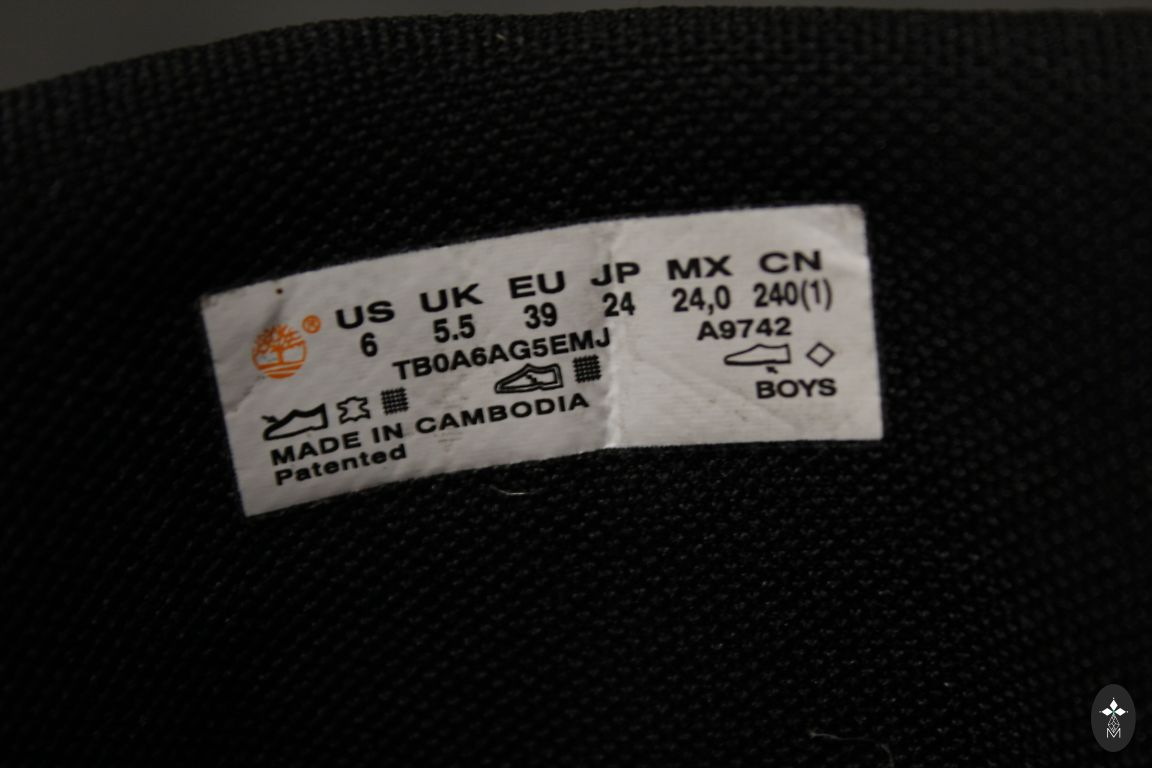 ® US UK EU JP MX CN
6 5.5 39 24 24,0 240(1)
TB0A6AG5EMJ A9742
BOYS
MADE IN CAMBODIA
Patented
M